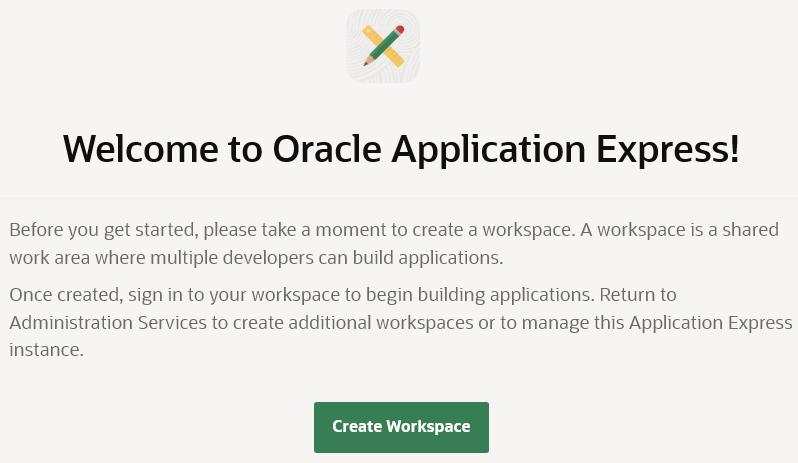 Welcome to Oracle Application Express!
Before you get started, please take a moment to create a workspace. A workspace is a shared
work area where multiple developers can build applications.
Once created, sign in to your workspace to begin building applications. Return to
Administration Services to create additional workspaces or to manage this Application Express
instance.
Create Workspace